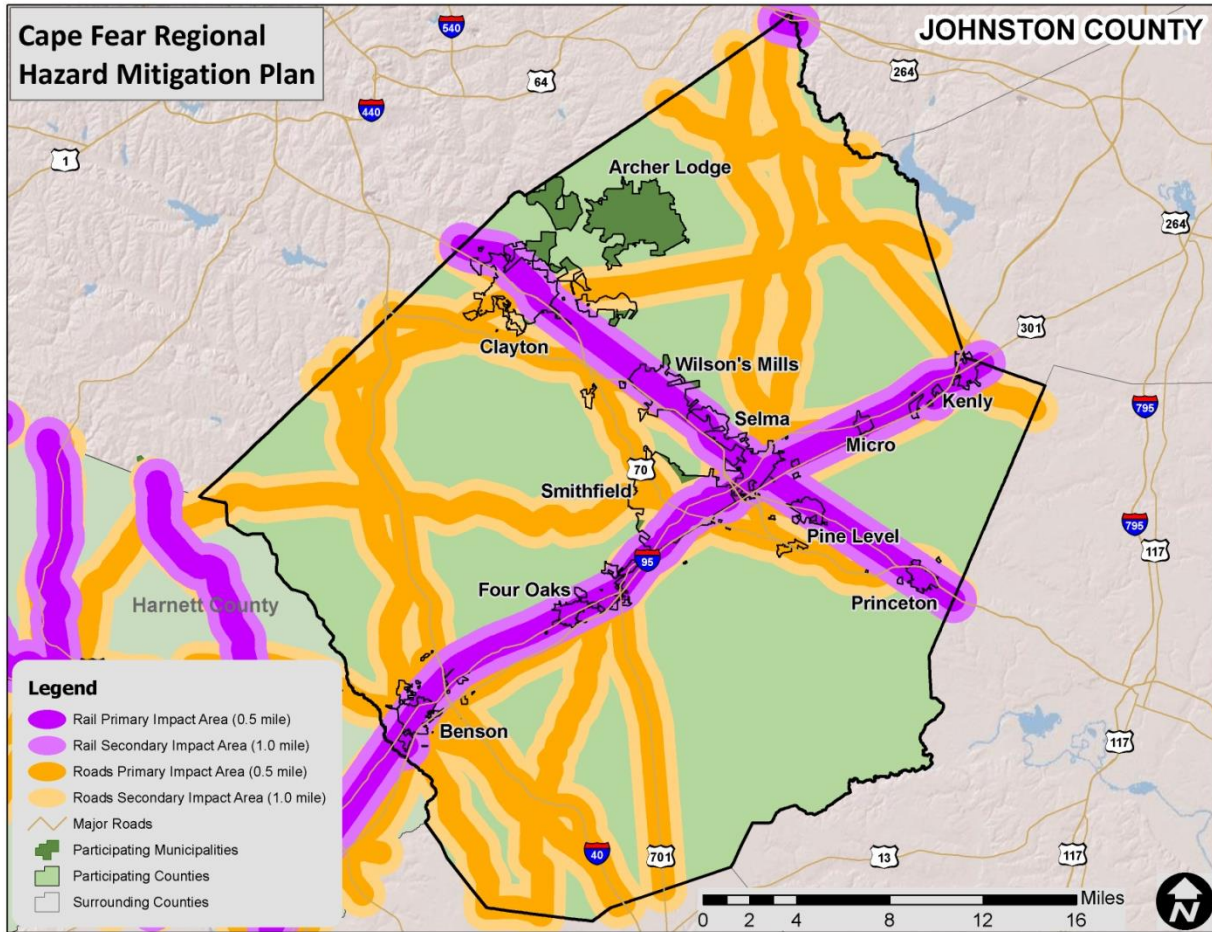 Cape Fear Regional
Hazard Mitigation Plan
JOHNSTON COUNTY
540
264
64
440
1
Archer Lodge
264
301
Clayton
Wilson's Mills
Kenly
795
Selma
Micro
70
Smithfield
795
117
Pine Level
95
Four Oaks
Princeton
Harnett County
Benson
117
40
701
13
117
Legend
Rail Primary Impact Area (0.5 mile)
Rail Secondary Impact Area (1.0 mile)
Roads Primary Impact Area (0.5 mile)
Roads Secondary Impact Area (1.0 mile)
Major Roads
Participating Municipalities
Participating Counties
Surrounding Counties
Miles
0 2 4 8 12 16
N